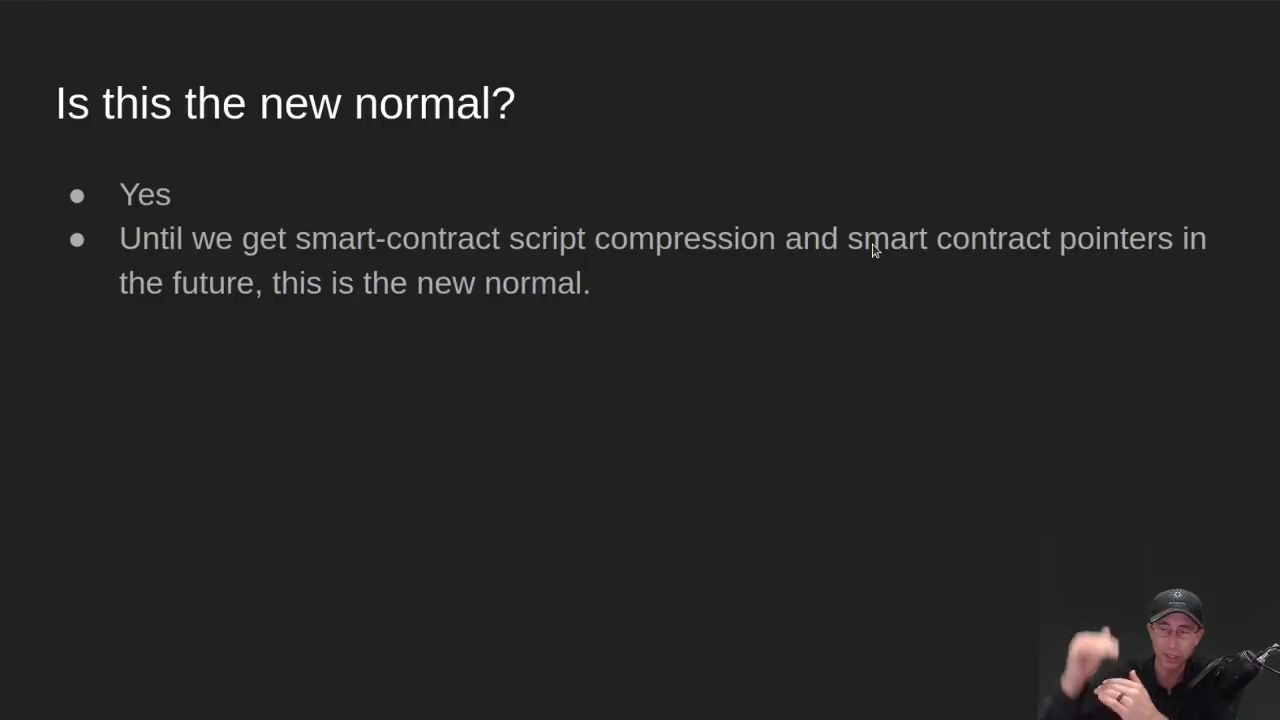 Is this the new normal?
● Yes
● Until we get smart-contract script compression and smart contract pointers in
the future, this is the new normal.